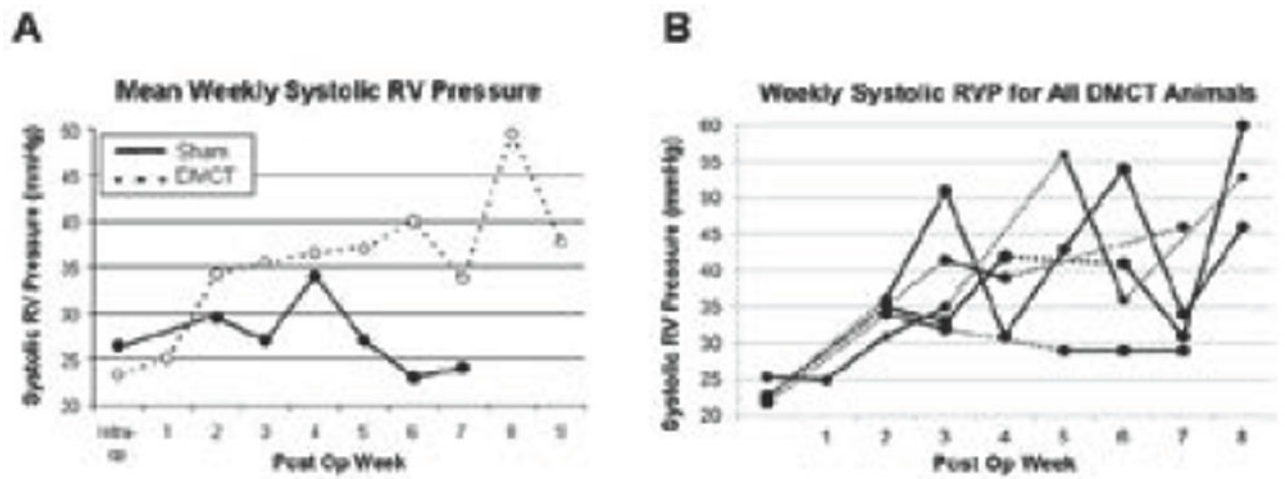 A
Mean Weekly Systolic RV Pressure
Systolic RV Pressure (mmHg)
50
45
40
35
30
25
20
Sham
DMCT
Intra-
op
1
2
3
4
5
6
7
8
9
Post Op Week
B
Weekly Systolic RVP for All DMCT Animals
Systolic RV Pressure (mmHg)
60
55
50
45
40
35
30
25
20
1
2
3
4
5
6
7
8
Post Op Week